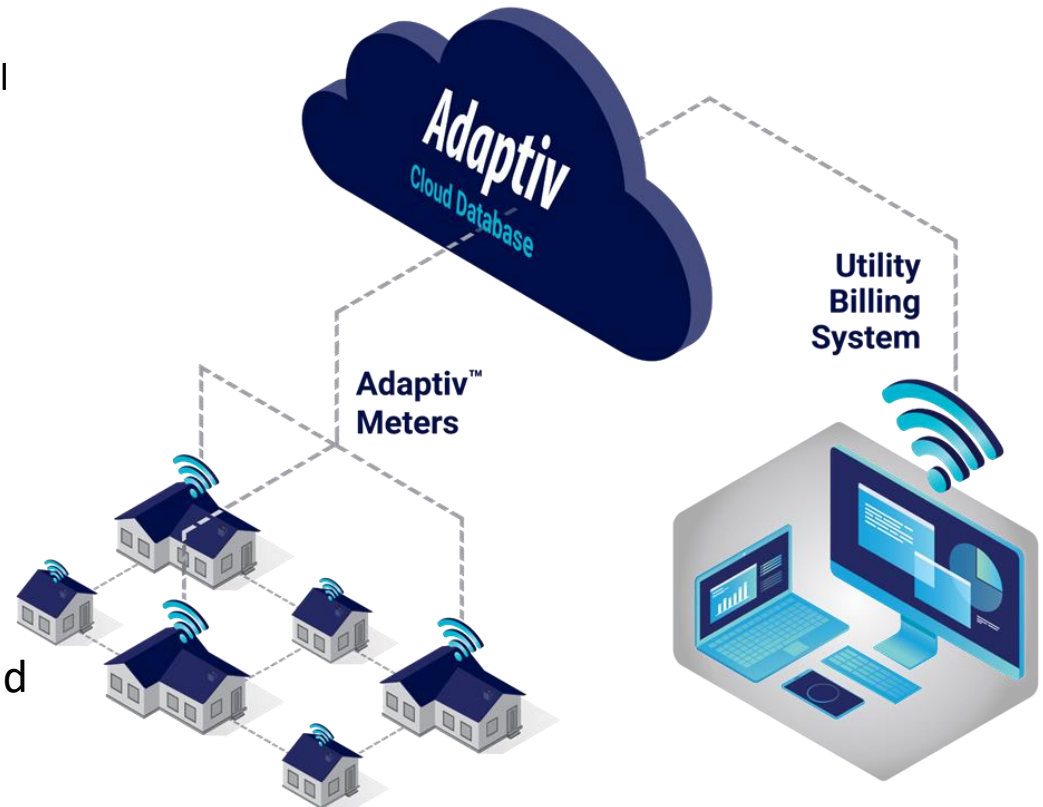 l
Adaptiv
Cloud Database
Utility
Billing
System
Adaptiv™
Meters
d